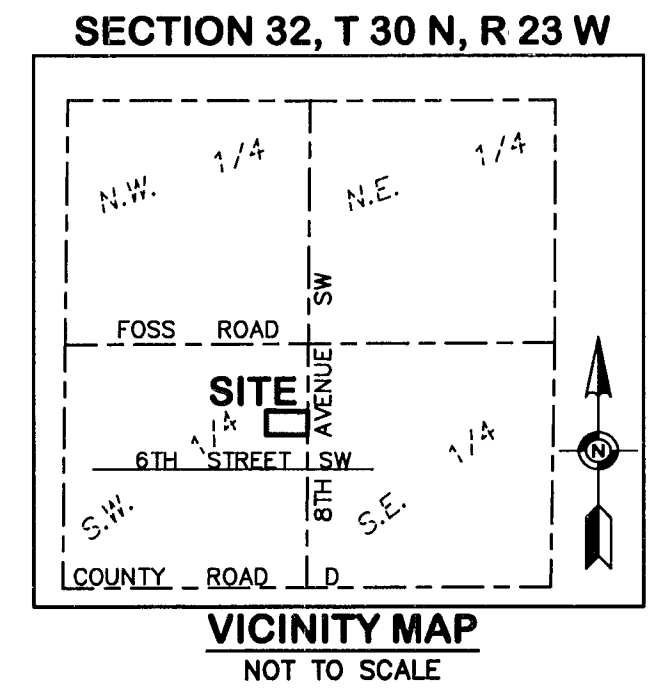 SECTION 32, T 30 N, R 23 W
N.W. 1/4
N.E. 1/4
8TH AVENUE SW
FOSS ROAD
SITE
6TH STREET SW
S.W. 1/4
S.E. 1/4
COUNTY ROAD D
N
VICINITY MAP
NOT TO SCALE